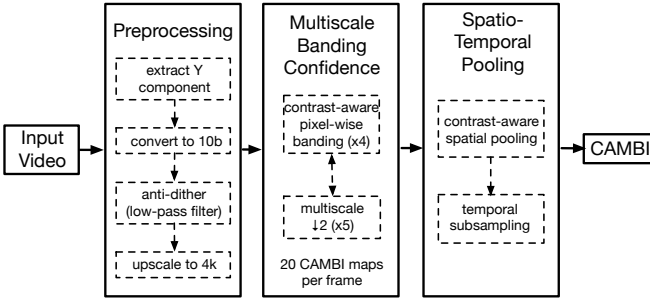 Input
Video
Preprocessing
extract Y
component
convert to 10b
anti-dither
(low-pass filter)
upscale to 4k
Multiscale
Banding
Confidence
contrast-aware
pixel-wise
banding (x4)
multiscale
↓2 (x5)
20 CAMBI maps
per frame
Spatio-
Temporal
Pooling
contrast-aware
spatial pooling
temporal
subsampling
CAMBI